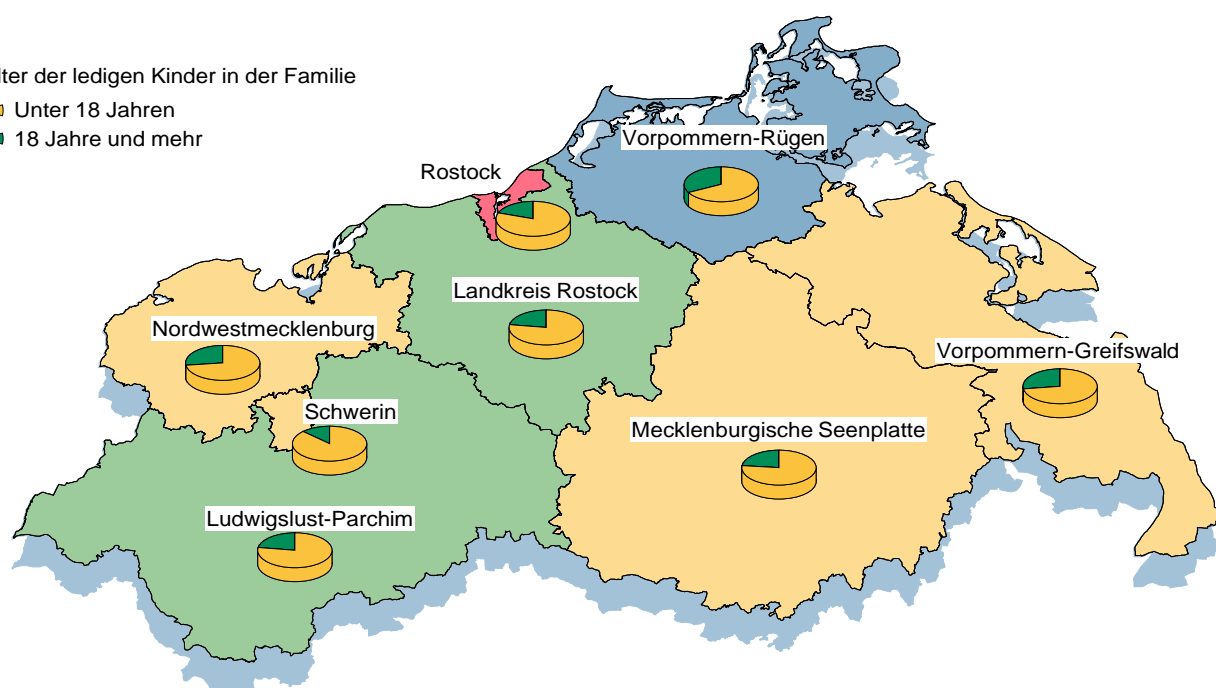 lter der ledigen Kinder in der Familie
Unter 18 Jahren
18 Jahre und mehr
Vorpommern-Rügen
Rostock
Landkreis Rostock
Nordwestmecklenburg
Vorpommern-Greifswald
Schwerin
Mecklenburgische Seenplatte
Ludwigslust-Parchim